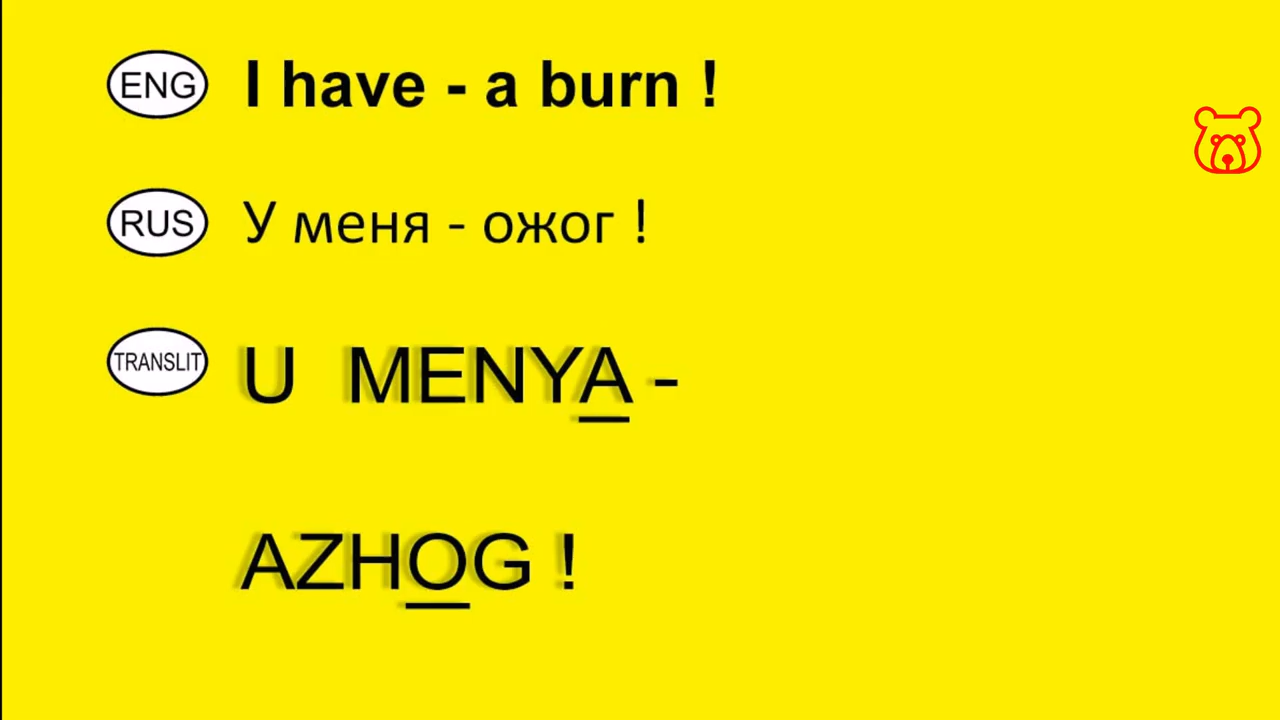 ENG I have - a burn !
RUS У меня - ожог !
TRANSLIT U MENYA -
AZHOG !